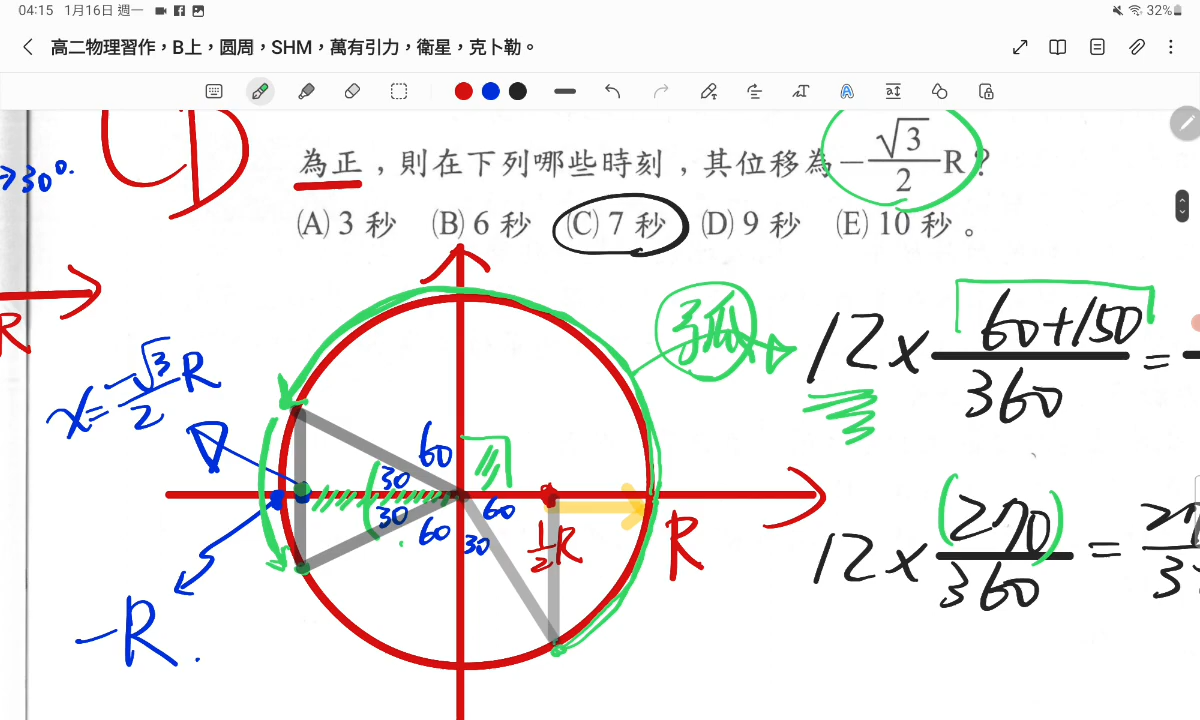 04:15 1月16日 週一 32%
高二物理習作，B上，圓周，SHM，萬有引力，衛星，克卜勒。
→30°.
為正，則在下列哪些時刻，其位移為 -√3/2 R？
(A) 3 秒 (B) 6 秒 (C) 7 秒 (D) 9 秒 (E) 10 秒。
R
弧
12 × 60+150/360 =
x = -√3/2 R
60
30
60
30
60
30
1/2 R
R
12 × (270)/360 =
-R.